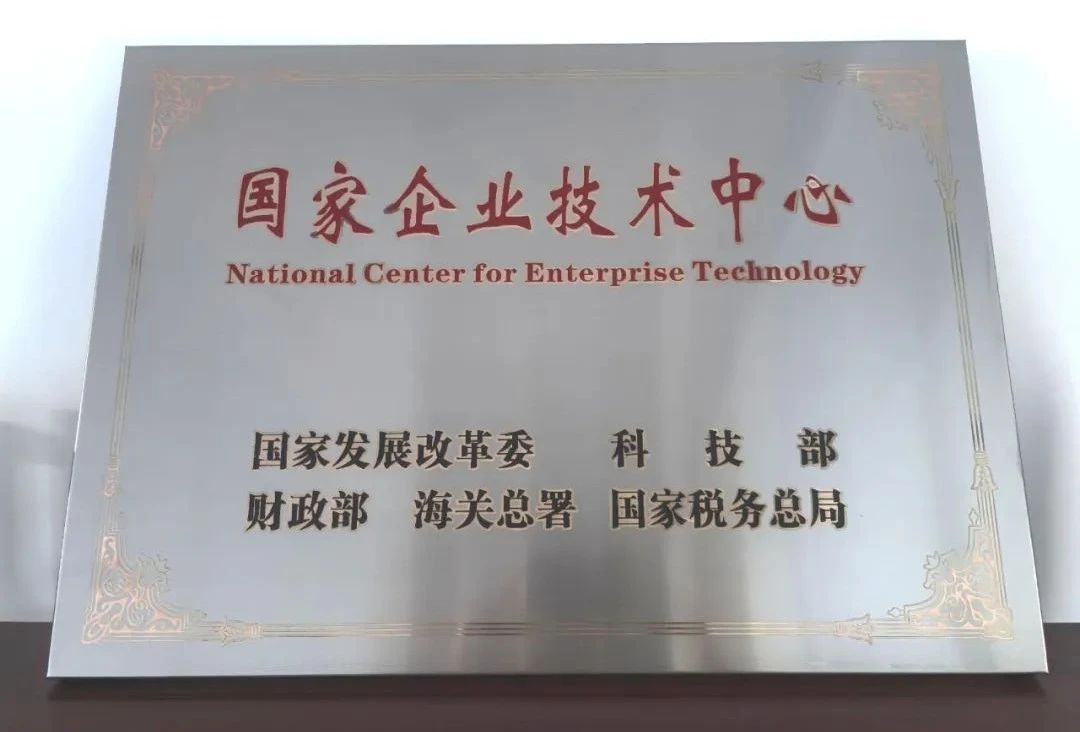 国家企业技术中心
National Center for Enterprise Technology
国家发展改革委 科技部
财政部 海关总署 国家税务总局